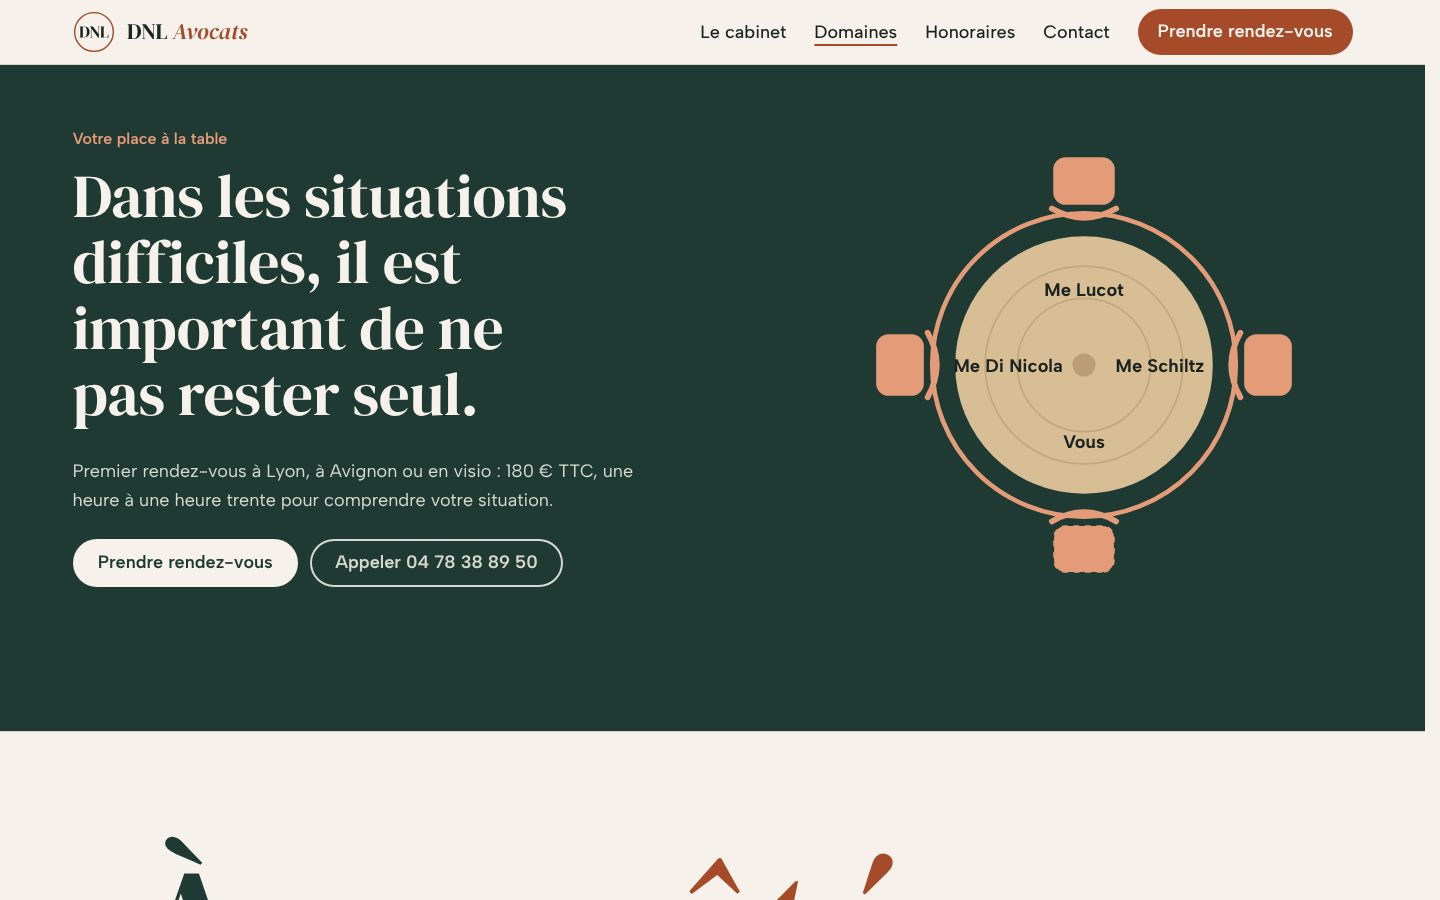 DNL DNL Avocats
Le cabinet Domaines Honoraires Contact Prendre rendez-vous
Votre place à la table
Dans les situations
difficiles, il est
important de ne
pas rester seul.
Premier rendez-vous à Lyon, à Avignon ou en visio : 180 € TTC, une
heure à une heure trente pour comprendre votre situation.
Prendre rendez-vous Appeler 04 78 38 89 50
Me Lucot
Me Di Nicola Me Schiltz
Vous